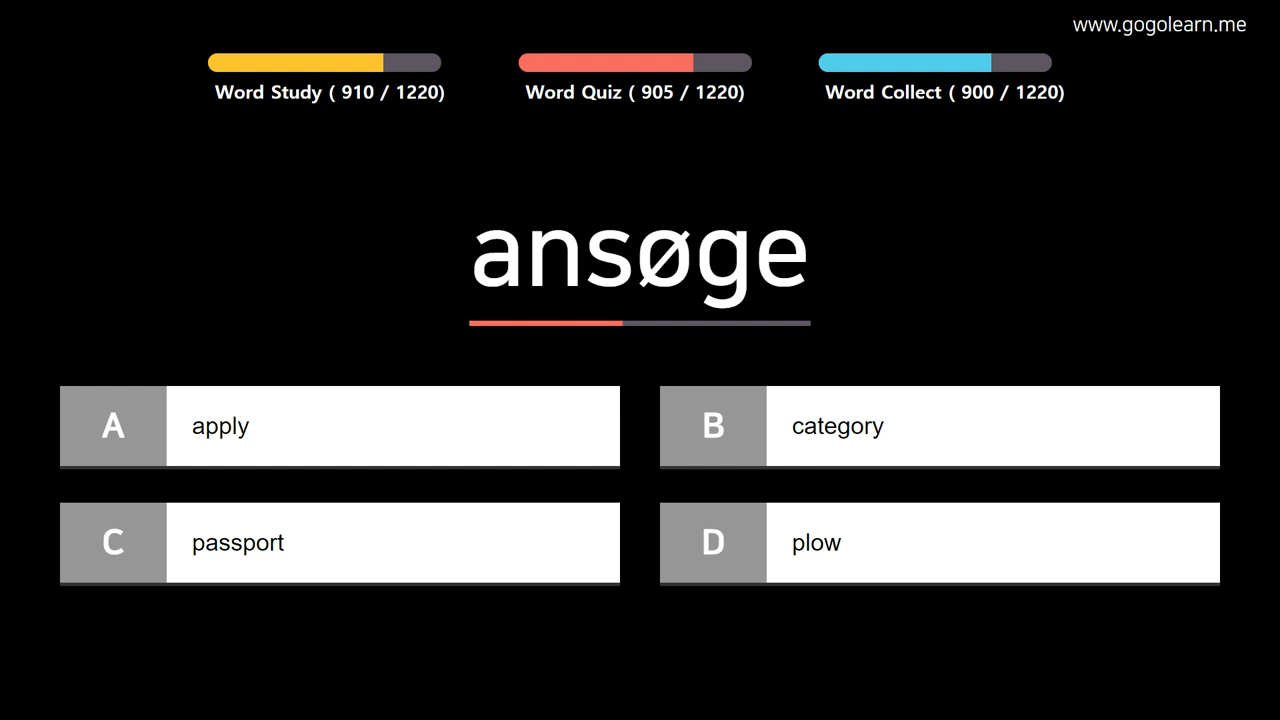 www.gogolearn.me
Word Study ( 910 / 1220)
Word Quiz ( 905 / 1220)
Word Collect ( 900 / 1220)
ansøge
A apply
B category
C passport
D plow